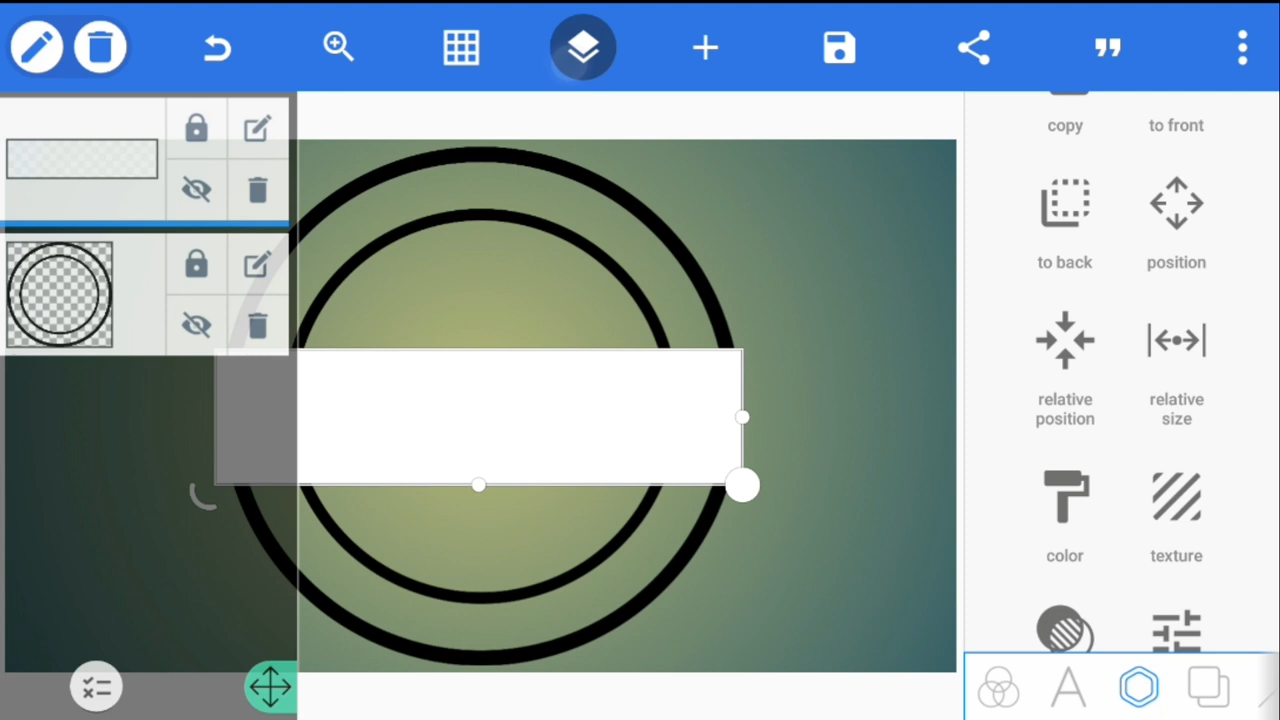 copy
to front
to back
position
relative
position
relative
size
color
texture